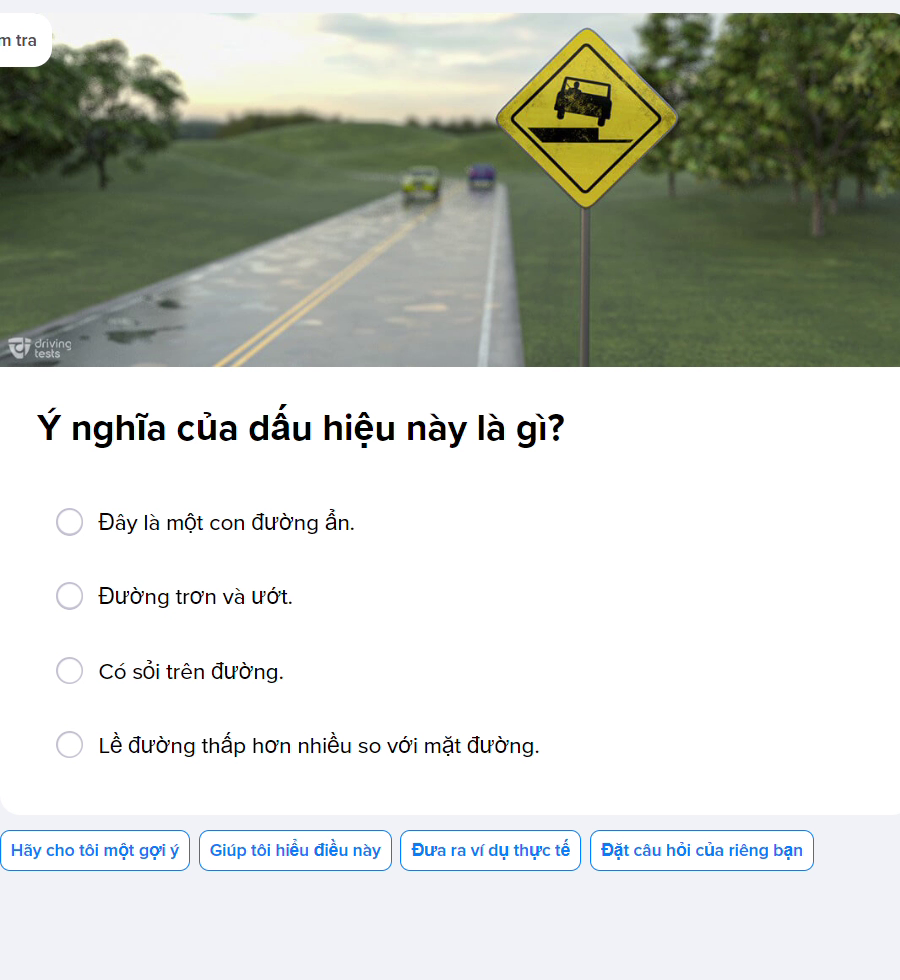 m tra
driving
tests
Ý nghĩa của dấu hiệu này là gì?
Đây là một con đường ẩn.
Đường trơn và ướt.
Có sỏi trên đường.
Lề đường thấp hơn nhiều so với mặt đường.
Hãy cho tôi một gợi ý
Giúp tôi hiểu điều này
Đưa ra ví dụ thực tế
Đặt câu hỏi của riêng bạn